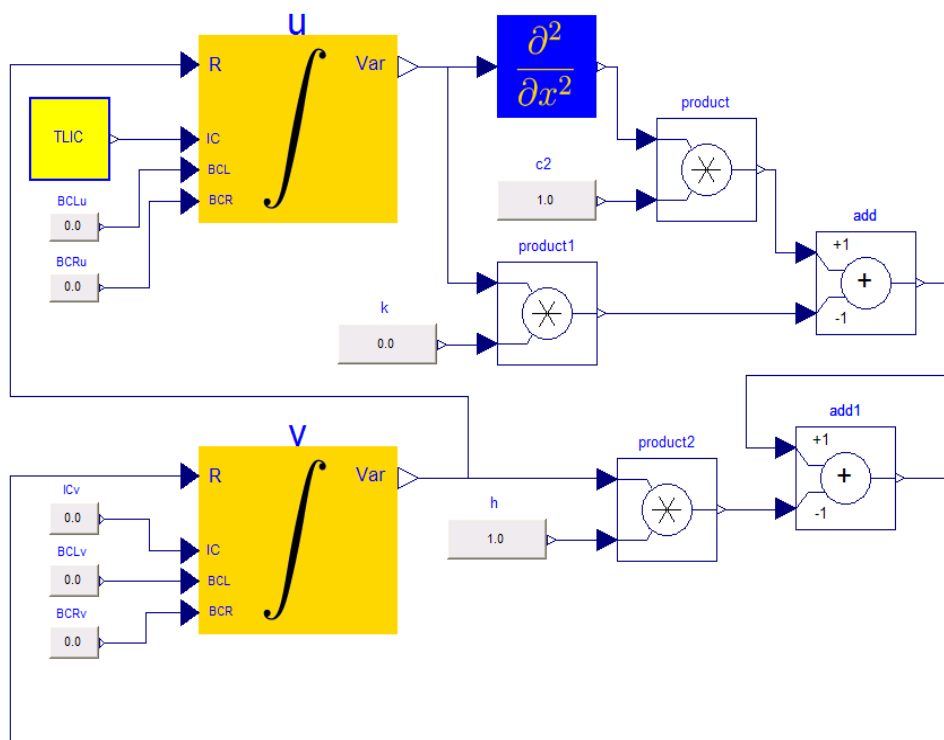 u
R
Var
∂²
∂x²
TLIC
IC
BCL
BCR
∫
BCLu
0.0
BCRu
0.0
product
c2
1.0
product1
add
+1
+
-1
k
0.0
v
R
Var
∫
ICv
0.0
IC
BCLv
0.0
BCL
BCRv
0.0
BCR
product2
h
1.0
add1
+1
+
-1